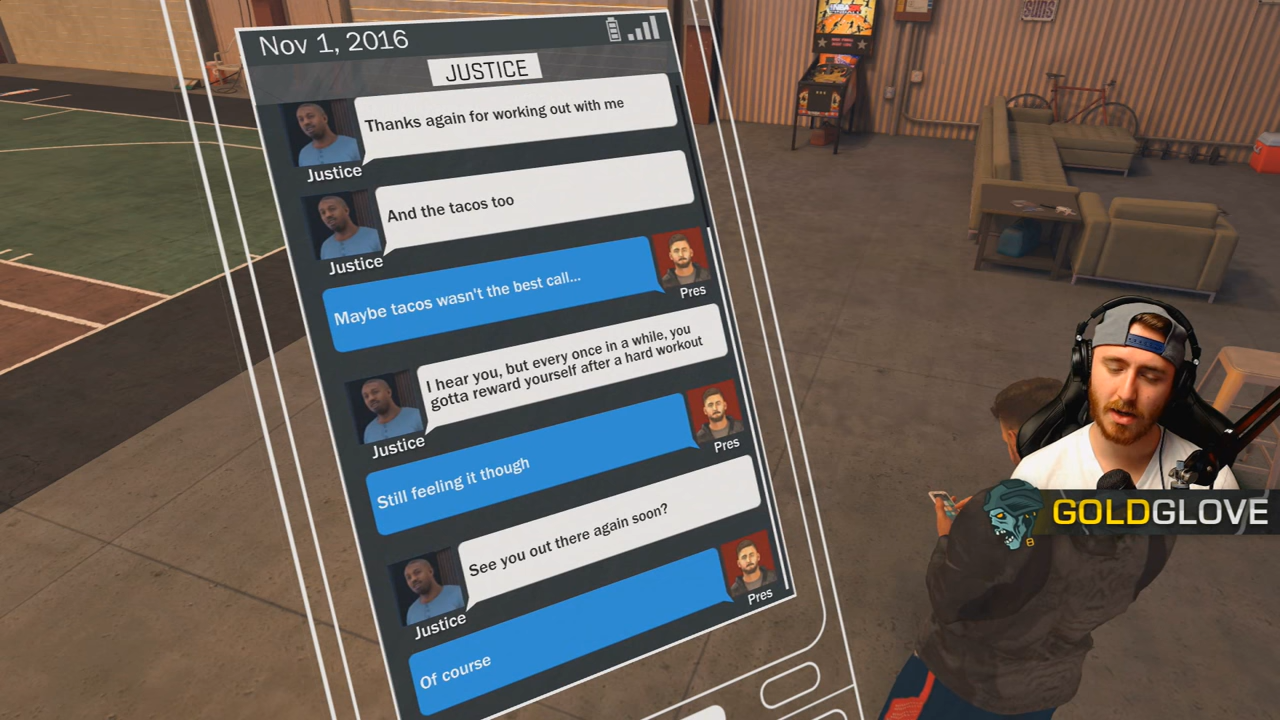 Nov 1, 2016
JUSTICE
Thanks again for working out with me
Justice
And the tacos too
Justice
Maybe tacos wasn't the best call...
Pres
I hear you, but every once in a while, you
gotta reward yourself after a hard workout
Justice
Still feeling it though
Pres
See you out there again soon?
Justice
Of course
Pres
NBA 2K
SUNS
GOLDGLOVE